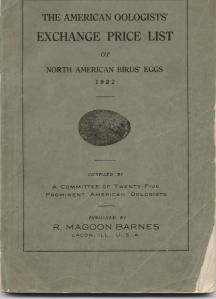 THE AMERICAN OOLOGISTS'
EXCHANGE PRICE LIST
OF
NORTH AMERICAN BIRDS' EGGS
1922
COMPILED BY
A COMMITTEE OF TWENTY-FIVE
PROMINENT AMERICAN OOLOGISTS
PUBLISHED BY
R. MAGOON BARNES
LACON, ILL., U. S. A